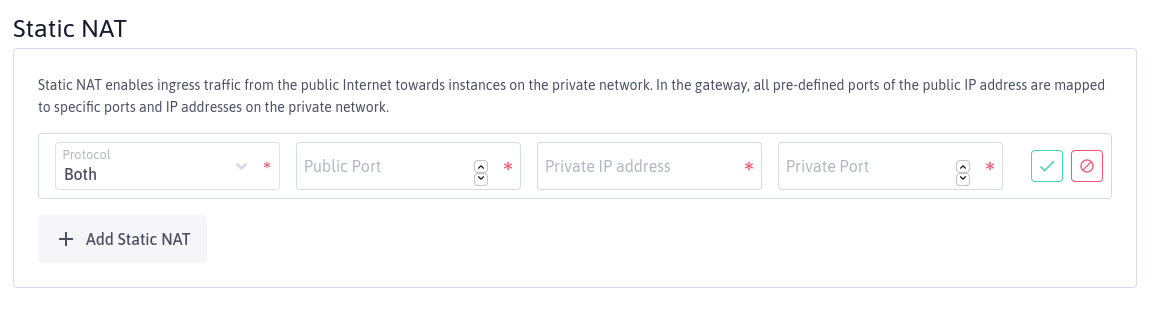 Static NAT
Static NAT enables ingress traffic from the public Internet towards instances on the private network. In the gateway, all pre-defined ports of the public IP address are mapped
to specific ports and IP addresses on the private network.
Protocol
Both *
Public Port *
Private IP address *
Private Port *
+ Add Static NAT